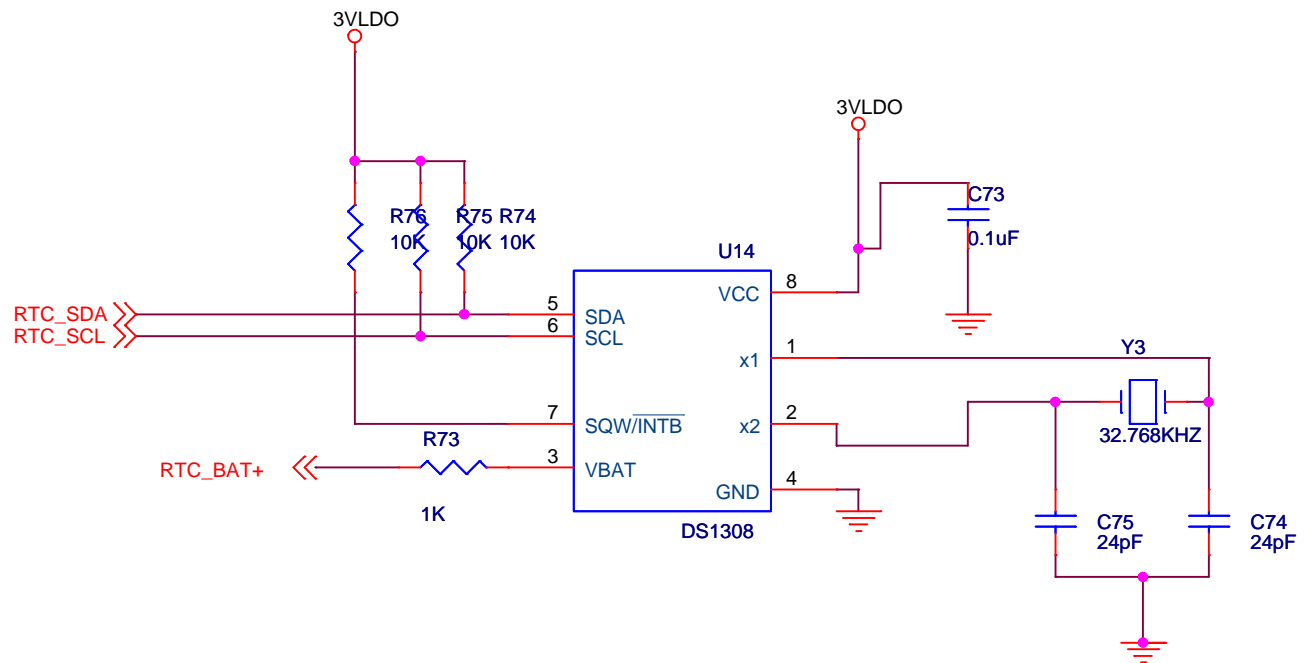 3VLDO
3VLDO
R76
R75
R74
10K
10K
10K
C73
0.1uF
U14
RTC_SDA
RTC_SCL
5
6
SDA
SCL
VCC
8
x1
1
Y3
32.768KHZ
7
SQW/INTB
x2
2
R73
1K
RTC_BAT+
3
VBAT
GND
4
DS1308
C75
24pF
C74
24pF